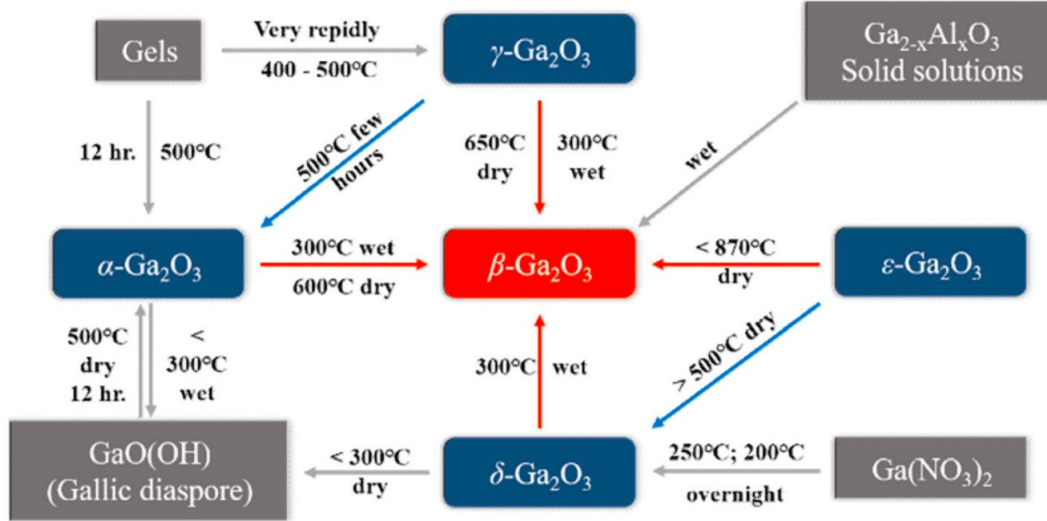 Gels
Very repidly
400 - 500°C
γ-Ga₂O₃
Ga₂₋ₓAlₓO₃
Solid solutions
12 hr.
500°C
500°C few
hours
650°C
dry
300°C
wet
wet
α-Ga₂O₃
300°C wet
600°C dry
β-Ga₂O₃
< 870°C
dry
ε-Ga₂O₃
500°C
dry
12 hr.
<
300°C
wet
300°C
wet
> 500°C dry
GaO(OH)
(Gallic diaspore)
< 300°C
dry
δ-Ga₂O₃
250°C; 200°C
overnight
Ga(NO₃)₂